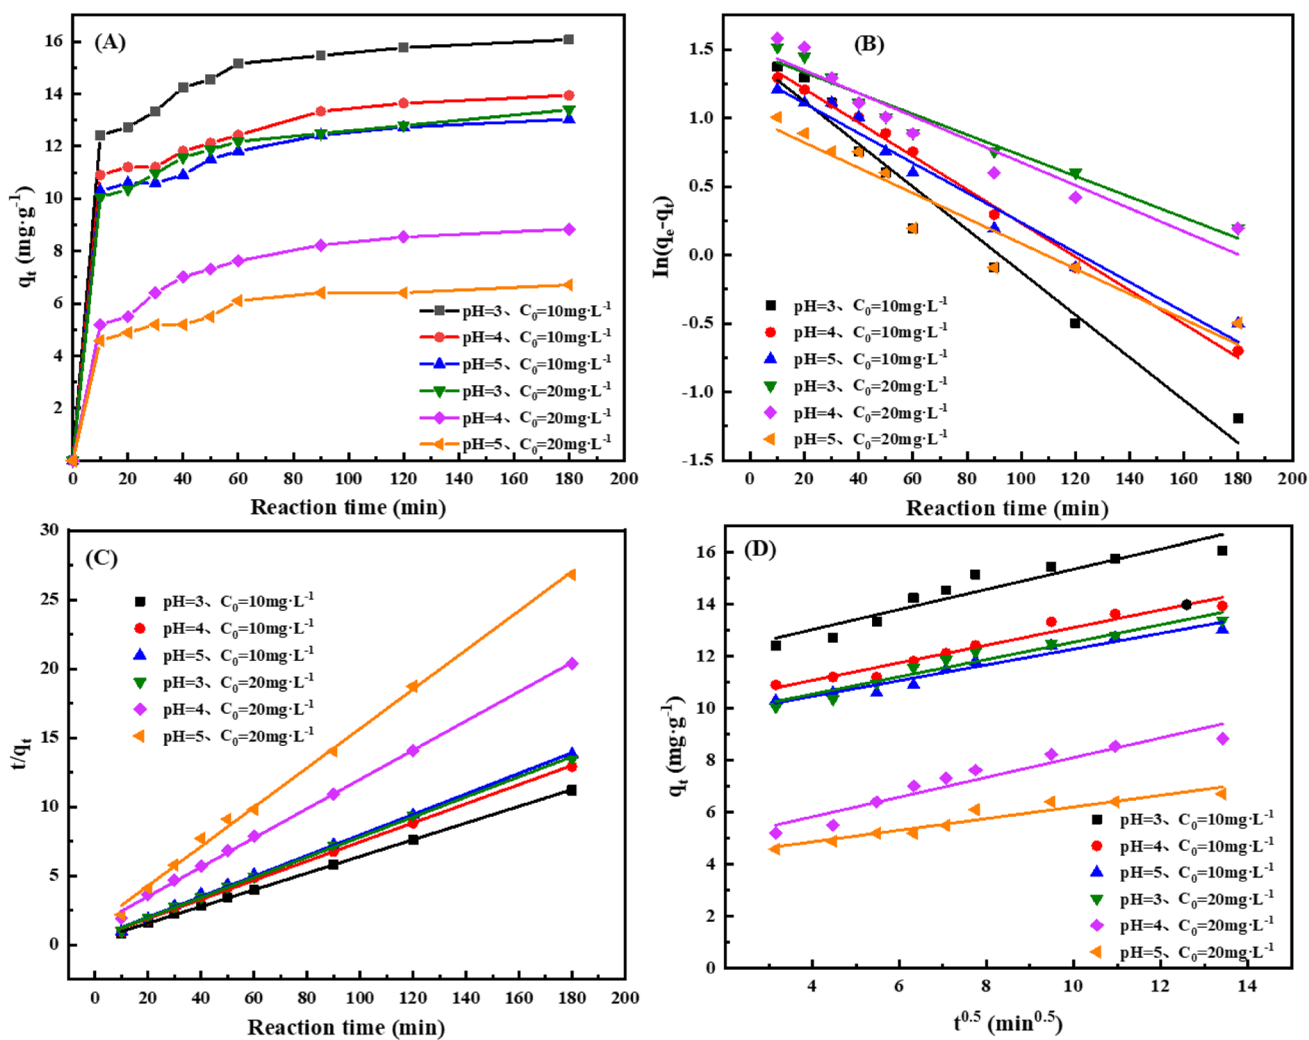 (A)
16
14
12
10
8
6
4
2
qt (mg·g-1)
pH=3、C0=10mg·L-1
pH=4、C0=10mg·L-1
pH=5、C0=10mg·L-1
pH=3、C0=20mg·L-1
pH=4、C0=20mg·L-1
pH=5、C0=20mg·L-1
0 20 40 60 80 100 120 140 160 180 200
Reaction time (min)
(B)
1.5
1.0
0.5
0.0
-0.5
-1.0
-1.5
In(qe-qt)
pH=3、C0=10mg·L-1
pH=4、C0=10mg·L-1
pH=5、C0=10mg·L-1
pH=3、C0=20mg·L-1
pH=4、C0=20mg·L-1
pH=5、C0=20mg·L-1
0 20 40 60 80 100 120 140 160 180 200
Reaction time (min)
(C)
30
25
20
15
10
5
0
t/qt
pH=3、C0=10mg·L-1
pH=4、C0=10mg·L-1
pH=5、C0=10mg·L-1
pH=3、C0=20mg·L-1
pH=4、C0=20mg·L-1
pH=5、C0=20mg·L-1
0 20 40 60 80 100 120 140 160 180 200
Reaction time (min)
(D)
16
14
12
10
8
6
4
2
0
qt (mg·g-1)
pH=3、C0=10mg·L-1
pH=4、C0=10mg·L-1
pH=5、C0=10mg·L-1
pH=3、C0=20mg·L-1
pH=4、C0=20mg·L-1
pH=5、C0=20mg·L-1
4 6 8 10 12 14
t0.5 (min0.5)